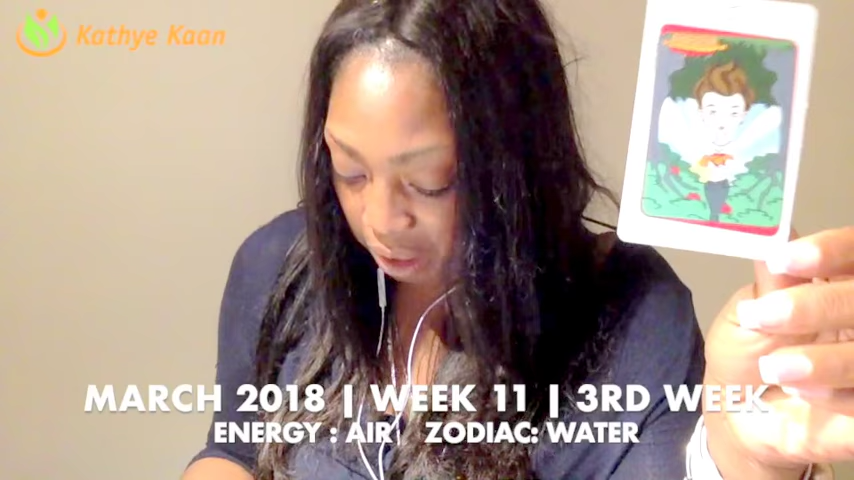 Kathye Kaan
MARCH 2018 | WEEK 11 | 3RD WEEK
ENERGY : AIR | ZODIAC: WATER